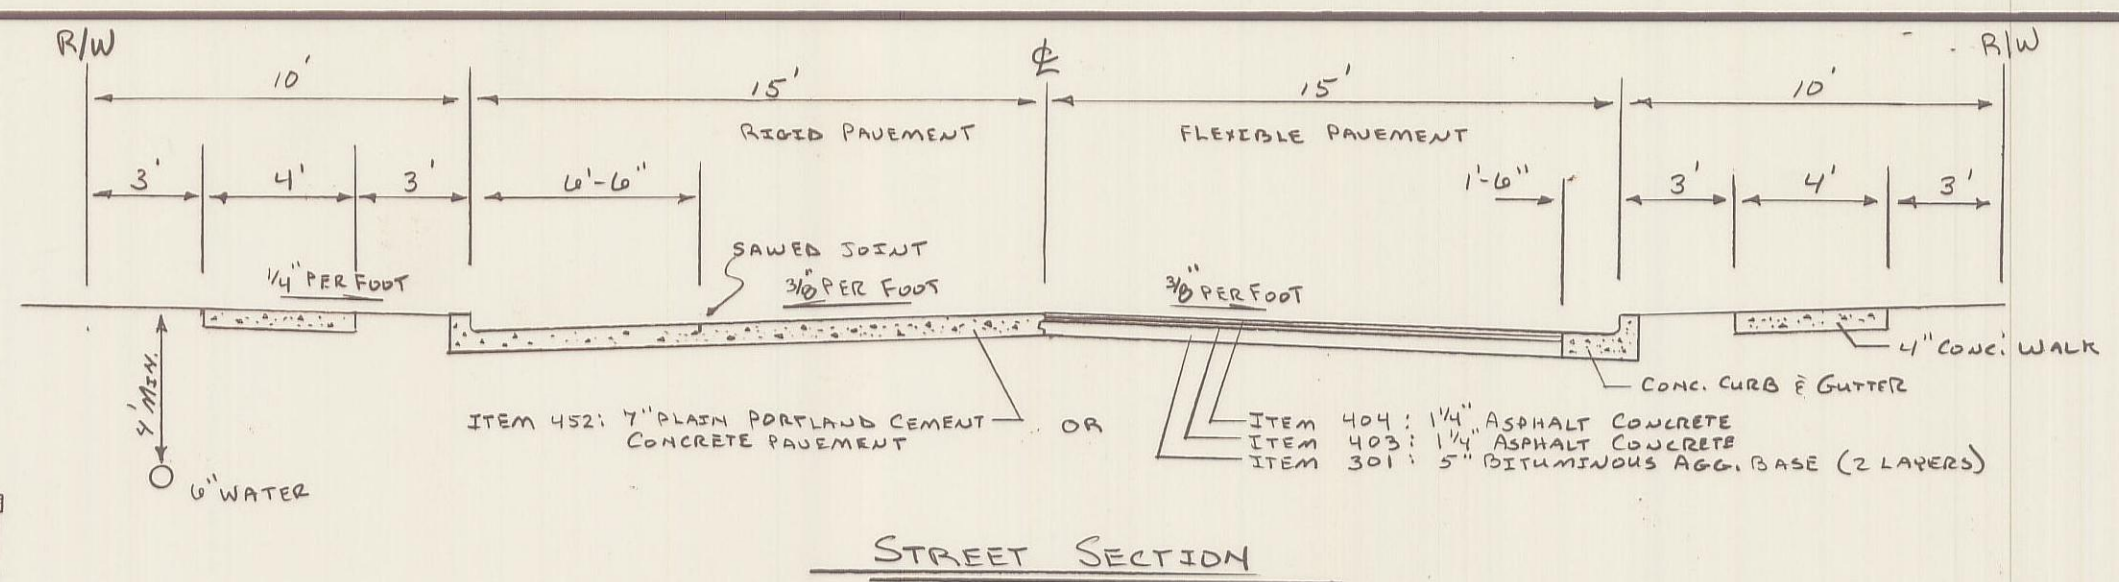 R/W
℄
R/W
10'
15'
15'
10'
RIGID PAVEMENT
FLEXIBLE PAVEMENT
3'
4'
3'
6'-6"
1'-6"
3'
4'
3'
SAWED JOINT
1/4" PER FOOT
3/8" PER FOOT
3/8" PER FOOT
4' MIN.
4" CONC. WALK
CONC. CURB & GUTTER
ITEM 452: 7" PLAIN PORTLAND CEMENT
CONCRETE PAVEMENT
OR
ITEM 404: 1 1/4" ASPHALT CONCRETE
ITEM 403: 1 1/4" ASPHALT CONCRETE
ITEM 301: 5" BITUMINOUS AGG. BASE (2 LAYERS)
6" WATER
STREET SECTION